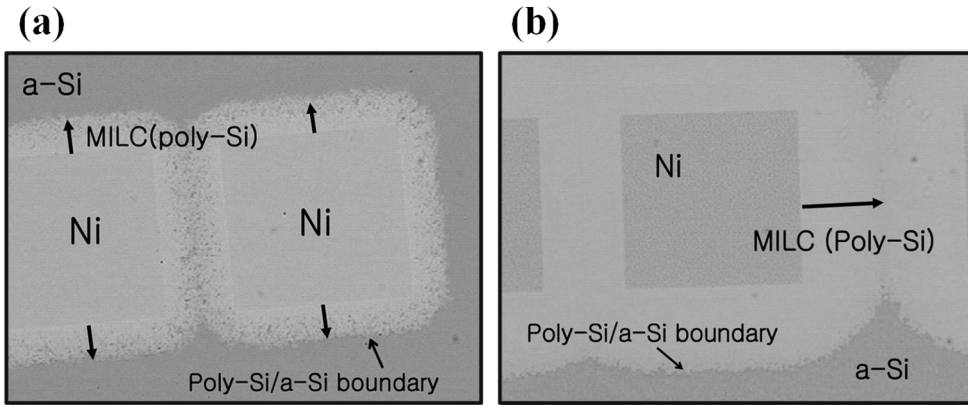 (a)
a-Si
MILC(poly-Si)
Ni
Ni
Poly-Si/a-Si boundary
(b)
Ni
MILC (Poly-Si)
Poly-Si/a-Si boundary
a-Si